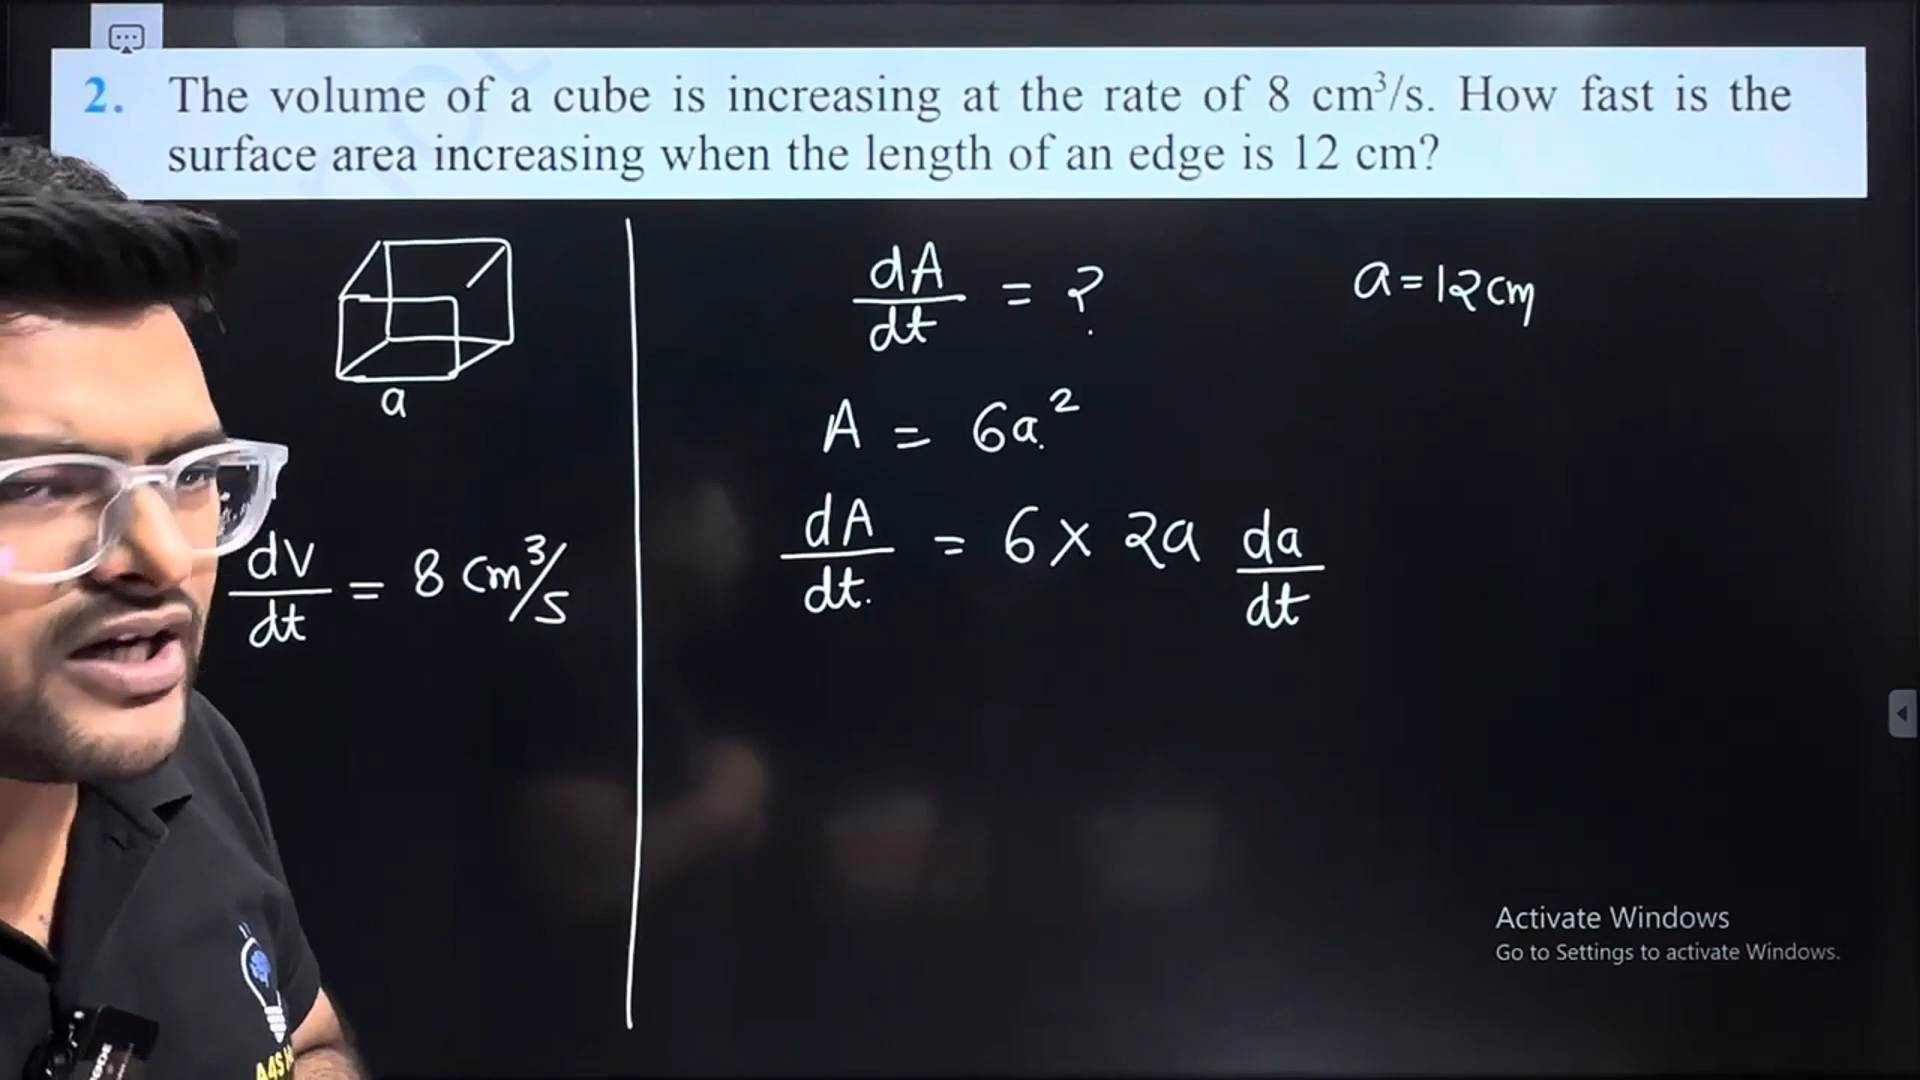 2. The volume of a cube is increasing at the rate of 8 cm³/s. How fast is the
surface area increasing when the length of an edge is 12 cm?
a
dv/dt = 8 cm³/s
dA/dt = ?
a = 12 cm
A = 6a²
dA/dt = 6 × 2a da/dt
Activate Windows
Go to Settings to activate Windows.